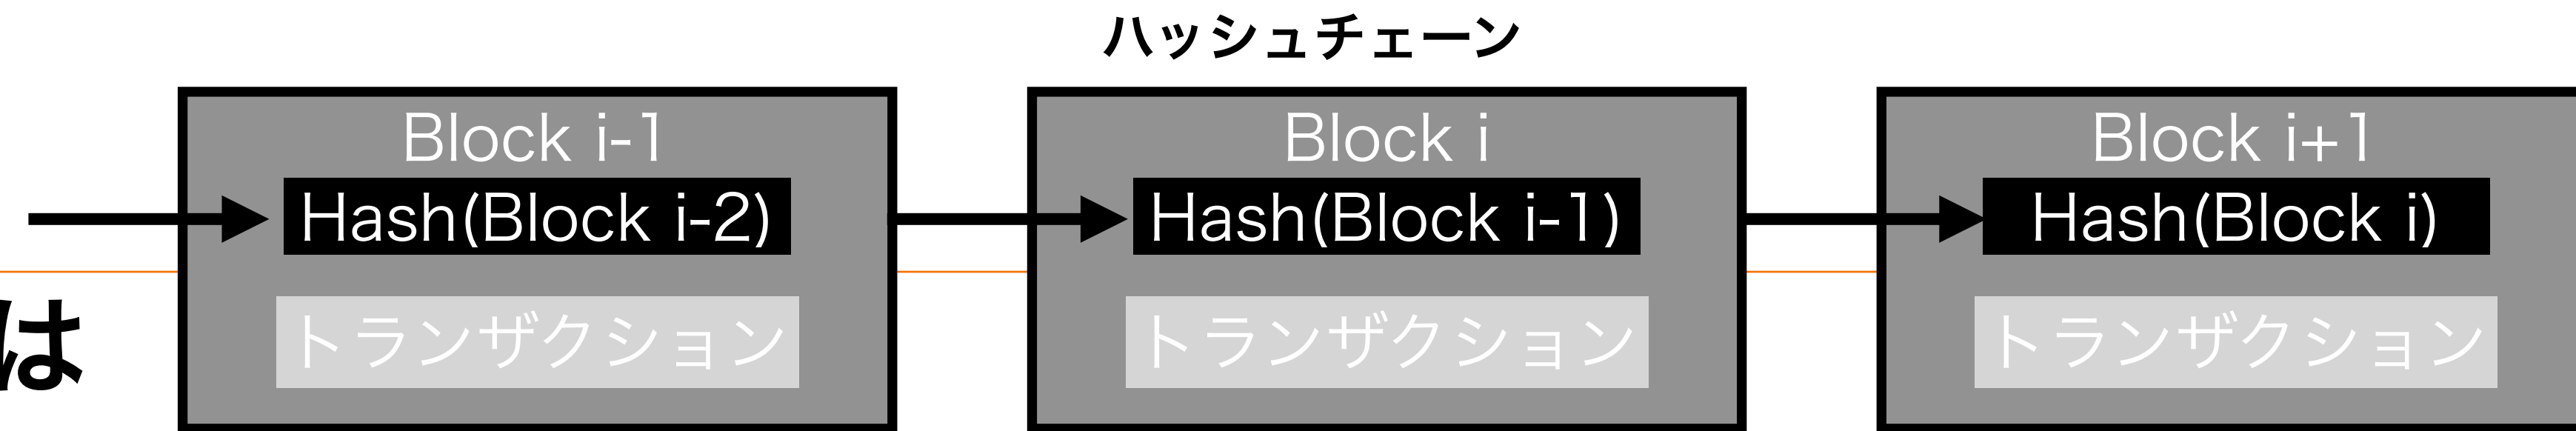 ハッシュチェーン
Block i-1
Hash(Block i-2)
トランザクション
Block i
Hash(Block i-1)
トランザクション
Block i+1
Hash(Block i)
トランザクション
は